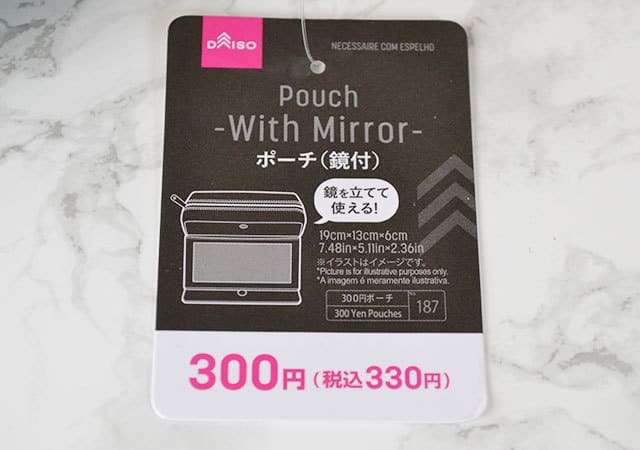 DAISO
NECESSAIRE COM ESPELHO
Pouch
-With Mirror-
ポーチ(鏡付)
鏡を立てて
使える!
19cm×13cm×6cm
7.48in×5.11in×2.36in
※イラストはイメージです。
*Picture is for illustrative purposes only.
*A imagem é meramente ilustrativa.
300円ポーチ
300 Yen Pouches
No
187
300円(税込330円)